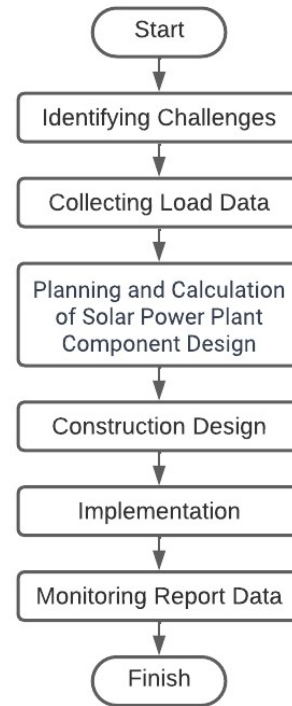 Start
Identifying Challenges
Collecting Load Data
Planning and Calculation
of Solar Power Plant
Component Design
Construction Design
Implementation
Monitoring Report Data
Finish